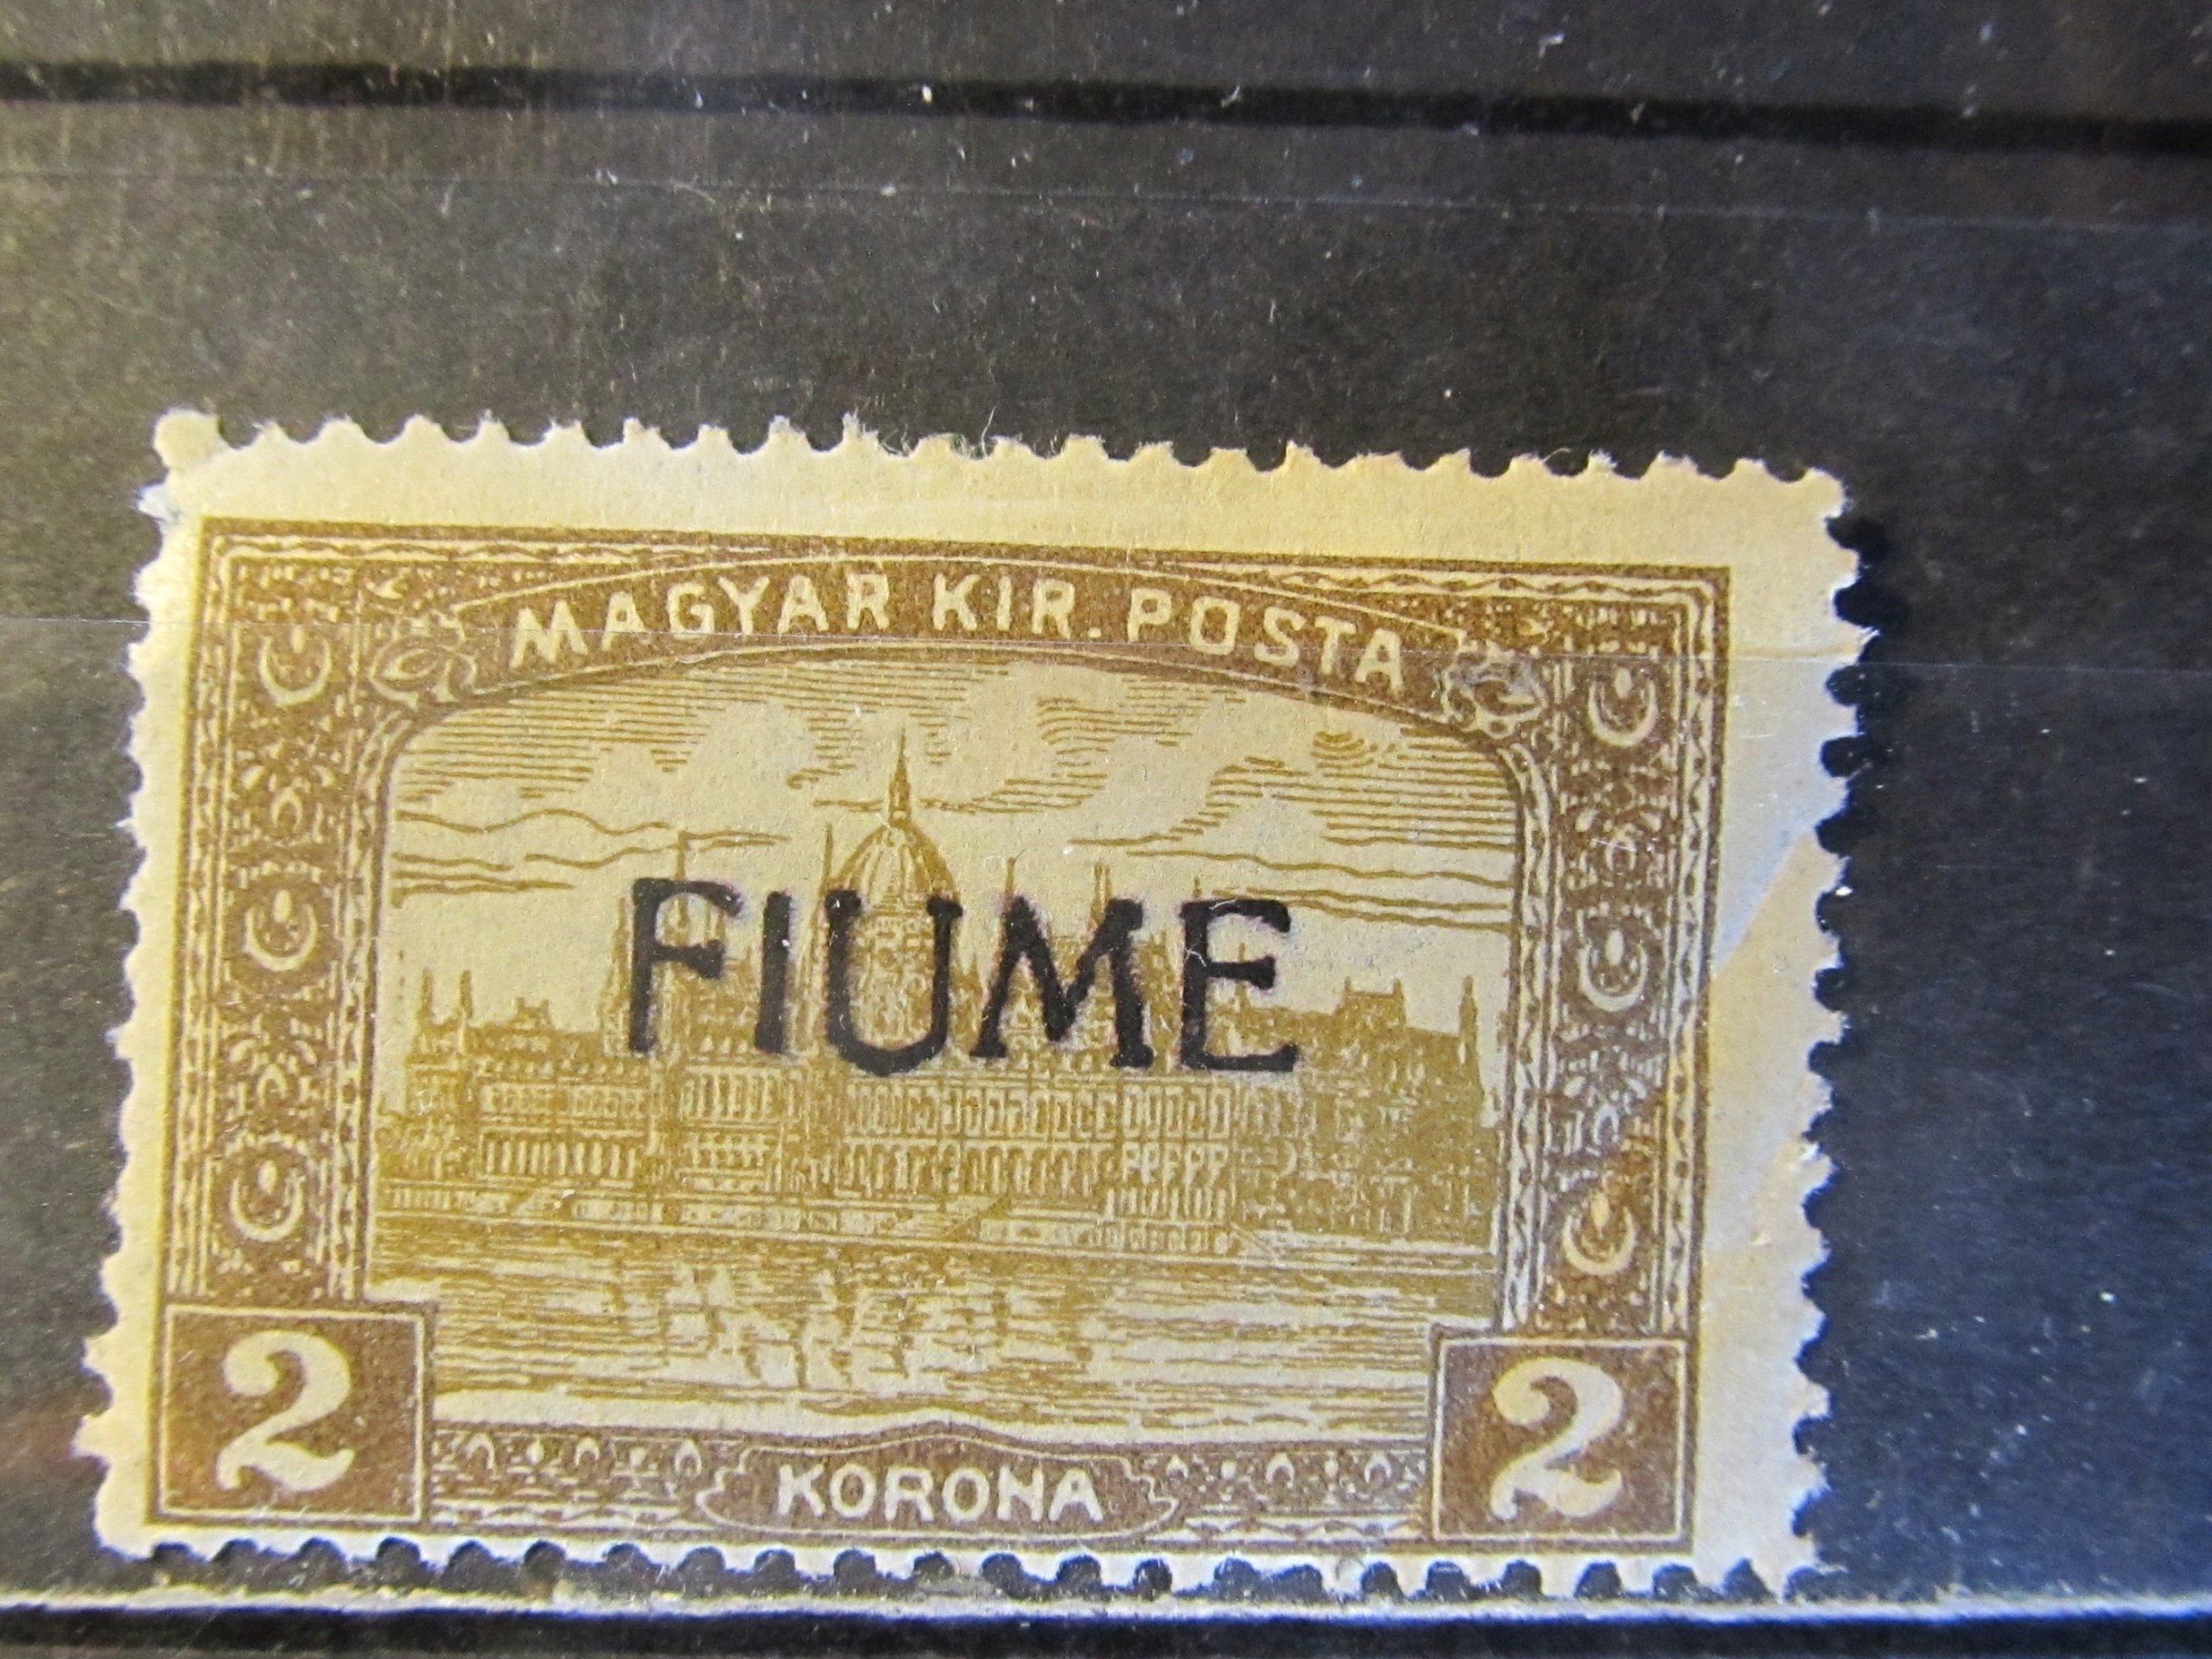 MAGYAR KIR. POSTA
FIUME
2 KORONA 2